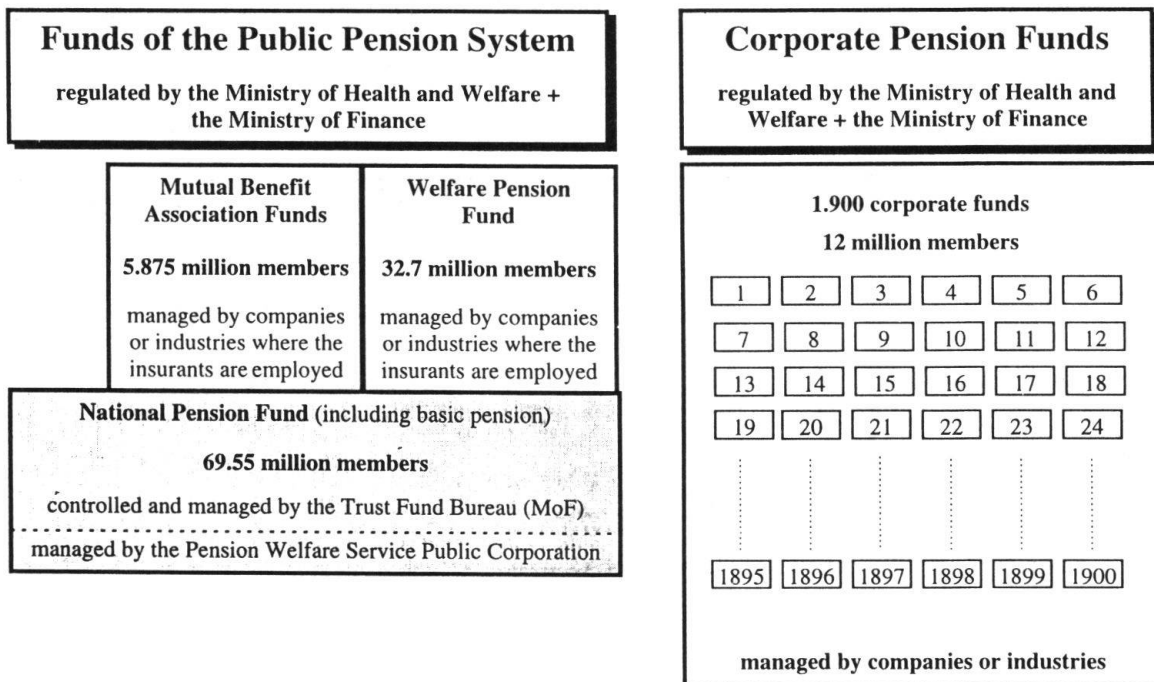 Funds of the Public Pension System
regulated by the Ministry of Health and Welfare +
the Ministry of Finance
Mutual Benefit
Association Funds
5.875 million members
managed by companies
or industries where the
insurants are employed
Welfare Pension
Fund
32.7 million members
managed by companies
or industries where the
insurants are employed
National Pension Fund (including basic pension)
69.55 million members
controlled and managed by the Trust Fund Bureau (MoF)
managed by the Pension Welfare Service Public Corporation
Corporate Pension Funds
regulated by the Ministry of Health and
Welfare + the Ministry of Finance
1.900 corporate funds
12 million members
1 2 3 4 5 6
7 8 9 10 11 12
13 14 15 16 17 18
19 20 21 22 23 24
1895 1896 1897 1898 1899 1900
managed by companies or industries